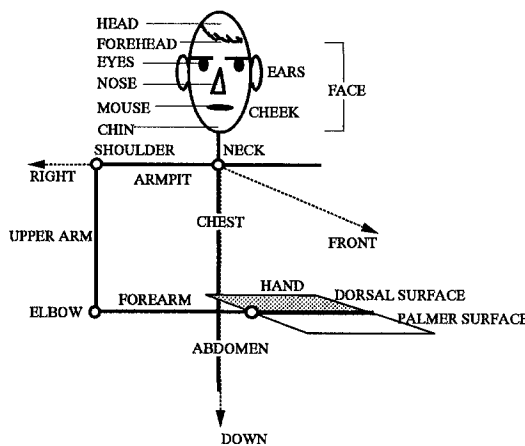 HEAD
FOREHEAD
EYES
EARS
NOSE
FACE
MOUSE
CHEEK
CHIN
SHOULDER
NECK
RIGHT
ARMPIT
CHEST
UPPER ARM
FRONT
HAND
FOREARM
DORSAL SURFACE
ELBOW
PALMER SURFACE
ABDOMEN
DOWN